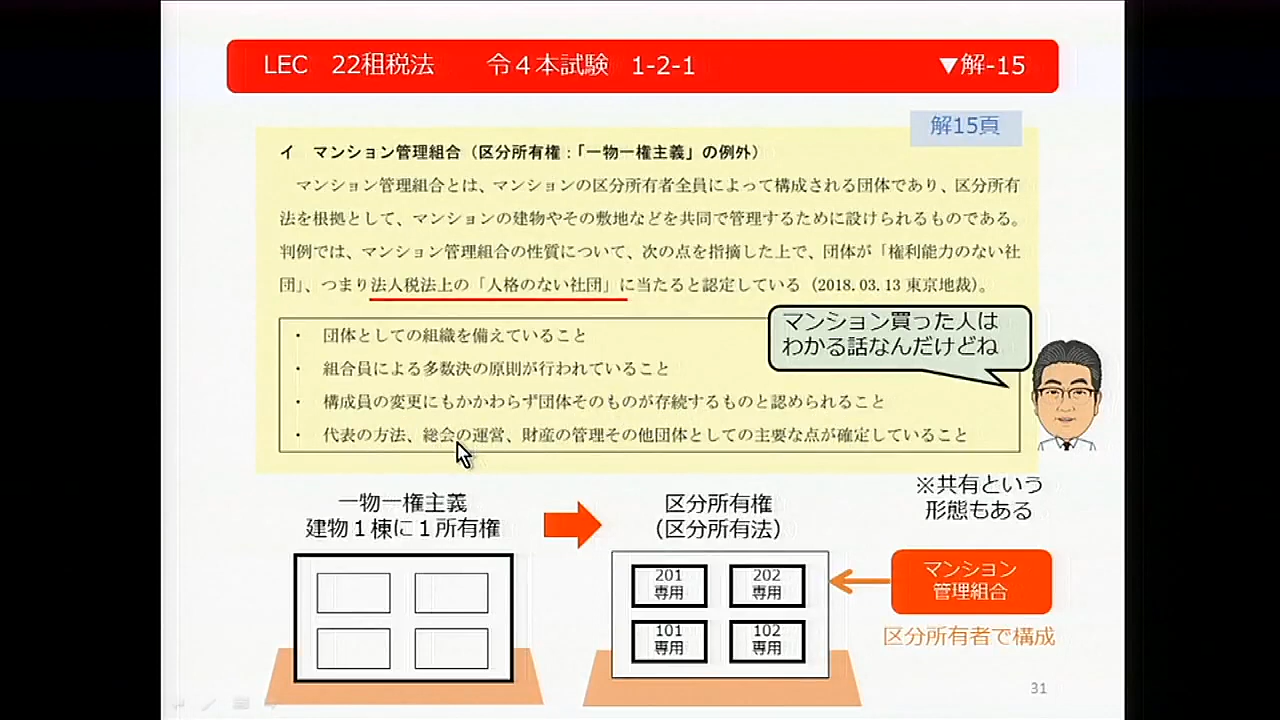 LEC 22租税法 令4本試験 1-2-1 ▼解-15
解15頁
イ マンション管理組合（区分所有権：「一物一権主義」の例外）
マンション管理組合とは、マンションの区分所有者全員によって構成される団体であり、区分所有
法を根拠として、マンションの建物やその敷地などを共同で管理するために設けられるものである。
判例では、マンション管理組合の性質について、次の点を指摘した上で、団体が「権利能力のない社
団」、つまり法人税法上の「人格のない社団」に当たると認定している（2018.03.13 東京地裁）。
・ 団体としての組織を備えていること
・ 組合員による多数決の原則が行われていること
・ 構成員の変更にもかかわらず団体そのものが存続するものと認められること
・ 代表の方法、総会の運営、財産の管理その他団体としての主要な点が確定していること
マンション買った人は
わかる話なんだけどね
一物一権主義
建物１棟に１所有権
区分所有権
（区分所有法）
※共有という
形態もある
201
専用
202
専用
101
専用
102
専用
マンション
管理組合
区分所有者で構成
31